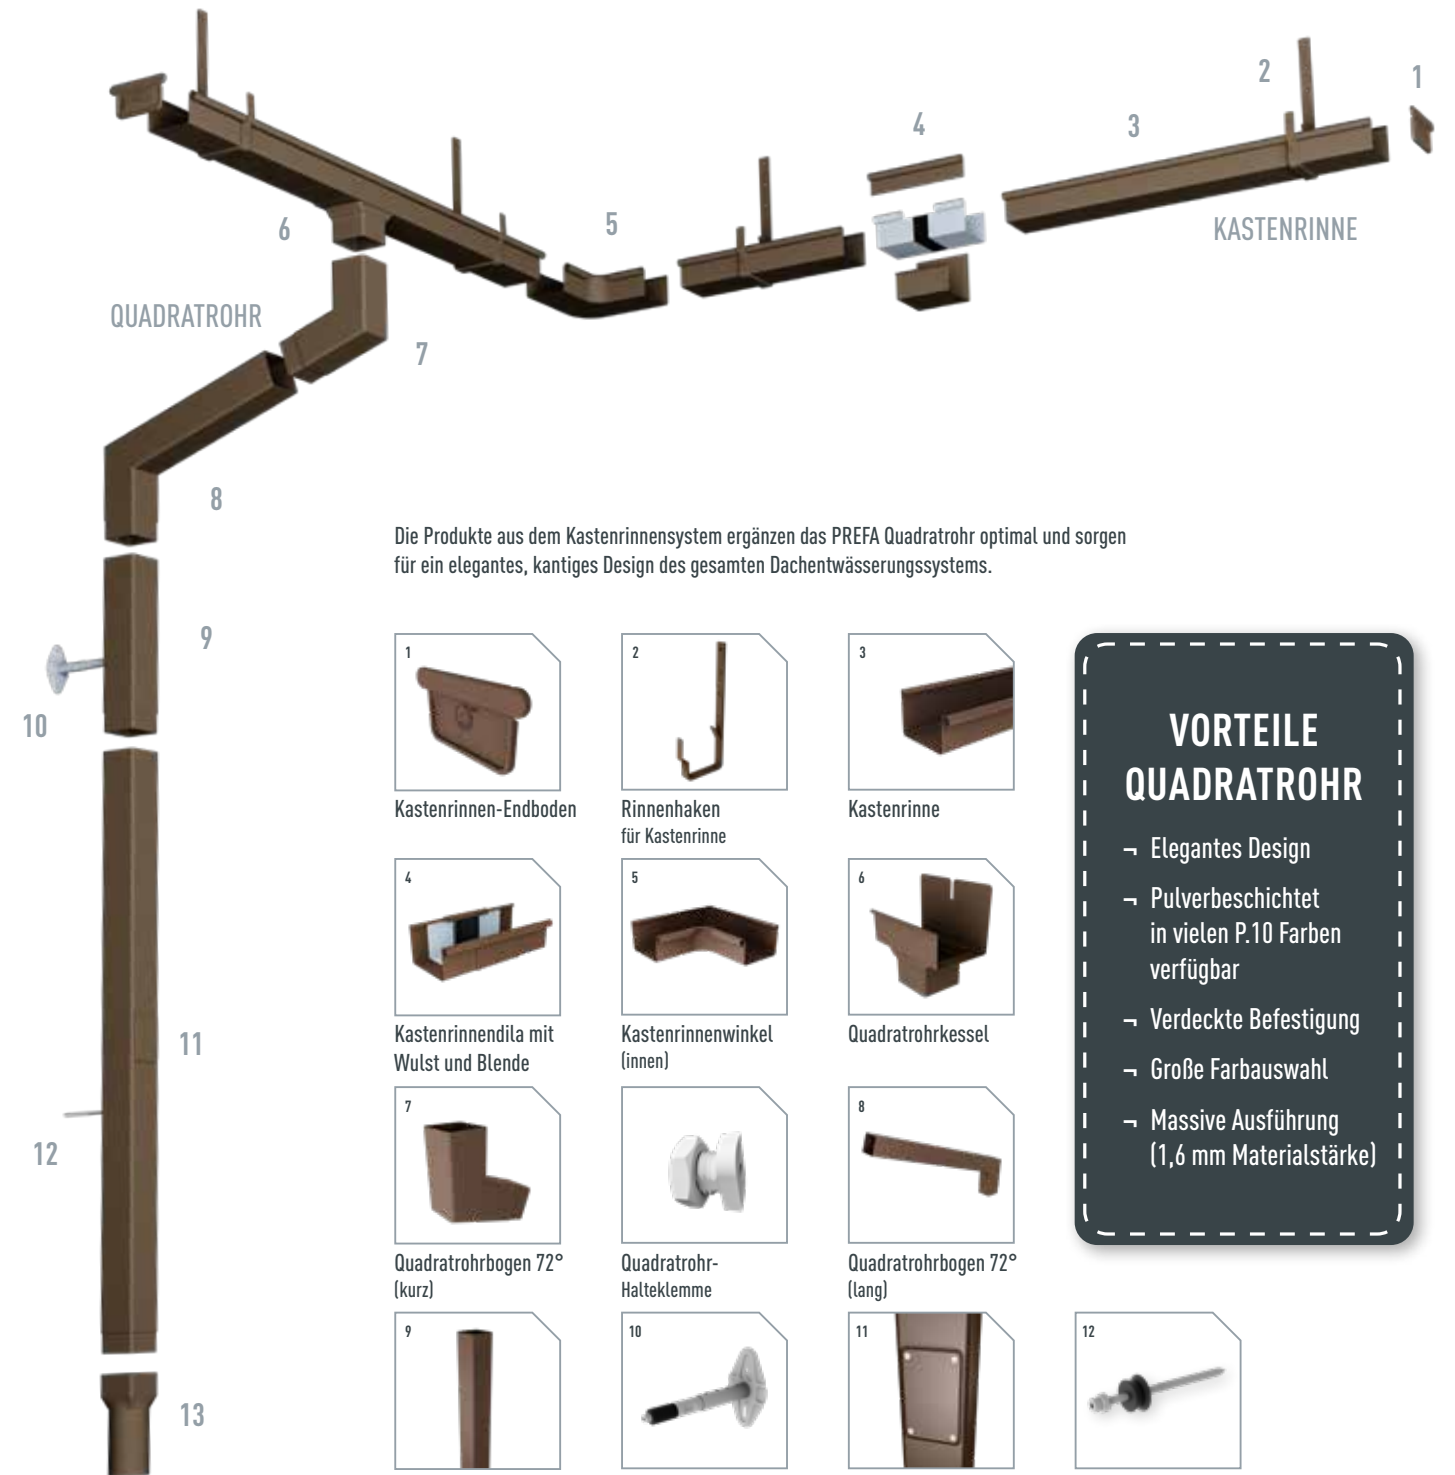 2
1
4
3
6
5
KASTENRINNE
QUADRATROHR
7
8
Die Produkte aus dem Kastenrinnensystem ergänzen das PREFA Quadratrohr optimal und sorgen
für ein elegantes, kantiges Design des gesamten Dachentwässerungssystems.
9
10
11
12
13
1
Kastenrinnen-Endboden
2
Rinnenhaken
für Kastenrinne
3
Kastenrinne
4
Kastenrinnendila mit
Wulst und Blende
5
Kastenrinnenwinkel
(innen)
6
Quadratrohrkessel
7
Quadratrohrbogen 72°
(kurz)
Quadratrohr-
Halteklemme
8
Quadratrohrbogen 72°
(lang)
9
10
11
12
VORTEILE
QUADRATROHR
¬ Elegantes Design
¬ Pulverbeschichtet
in vielen P.10 Farben
verfügbar
¬ Verdeckte Befestigung
¬ Große Farbauswahl
¬ Massive Ausführung
(1,6 mm Materialstärke)